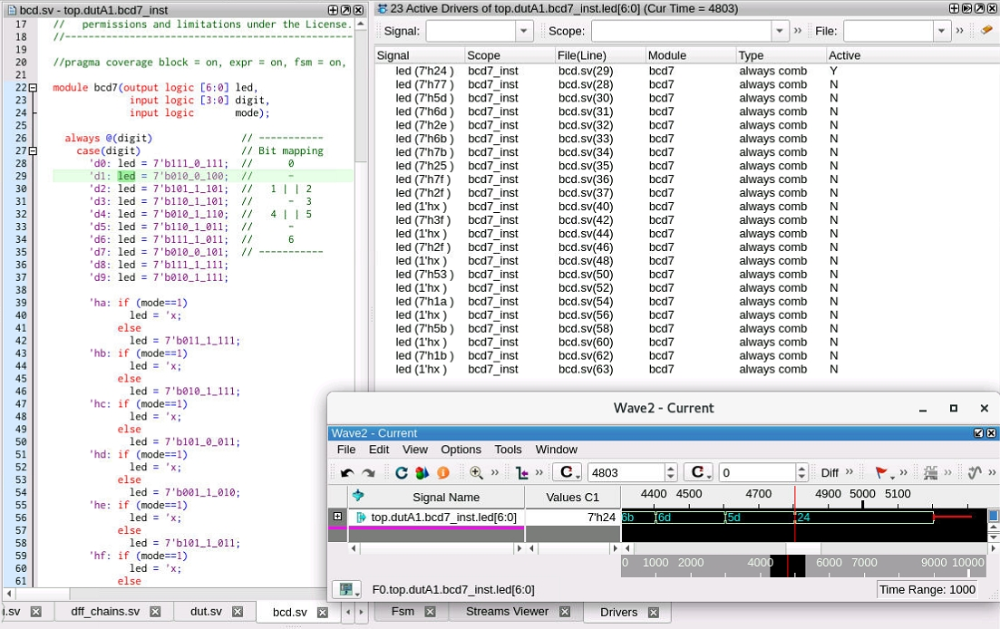 bcd.sv - top.dutA1.bcd7_inst
17 //   permissions and limitations under the License.
18 //------------------------------------------------
19
20 //pragma coverage block = on, expr = on, fsm = on,
21
22 module bcd7(output logic [6:0] led,
23 input logic [3:0] digit,
24 input logic       mode);
25
26 always @(digit)               // -----------
27 case(digit)                 // Bit mapping
28 'd0: led = 7'b111_0_111;  //      0
29 'd1: led = 7'b010_0_100;  //      -
30 'd2: led = 7'b101_1_101;  //   1 | | 2
31 'd3: led = 7'b110_1_101;  //      -  3
32 'd4: led = 7'b010_1_110;  //   4 | | 5
33 'd5: led = 7'b110_1_011;  //      -
34 'd6: led = 7'b111_1_011;  //      6
35 'd7: led = 7'b010_0_101;  // -----------
36 'd8: led = 7'b111_1_111;
37 'd9: led = 7'b010_1_111;
38
39 'ha: if (mode==1)
40 led = 'x;
41 else
42 led = 7'b011_1_111;
43 'hb: if (mode==1)
44 led = 'x;
45 else
46 led = 7'b010_1_111;
47 'hc: if (mode==1)
48 led = 'x;
49 else
50 led = 7'b101_0_011;
51 'hd: if (mode==1)
52 led = 'x;
53 else
54 led = 7'b001_1_010;
55 'he: if (mode==1)
56 led = 'x;
57 else
58 led = 7'b101_1_011;
59 'hf: if (mode==1)
60 led = 'x;
61 else
.sv dff_chains.sv dut.sv bcd.sv
23 Active Drivers of top.dutA1.bcd7_inst.led[6:0] (Cur Time = 4803)
Signal: Scope: » File: »
Signal Scope File(Line) Module Type Active
led (7'h24 ) bcd7_inst bcd.sv(29) bcd7 always comb Y
led (7'h77 ) bcd7_inst bcd.sv(28) bcd7 always comb N
led (7'h5d ) bcd7_inst bcd.sv(30) bcd7 always comb N
led (7'h6d ) bcd7_inst bcd.sv(31) bcd7 always comb N
led (7'h2e ) bcd7_inst bcd.sv(32) bcd7 always comb N
led (7'h6b ) bcd7_inst bcd.sv(33) bcd7 always comb N
led (7'h7b ) bcd7_inst bcd.sv(34) bcd7 always comb N
led (7'h25 ) bcd7_inst bcd.sv(35) bcd7 always comb N
led (7'h7f ) bcd7_inst bcd.sv(36) bcd7 always comb N
led (7'h2f ) bcd7_inst bcd.sv(37) bcd7 always comb N
led (1'hx ) bcd7_inst bcd.sv(40) bcd7 always comb N
led (7'h3f ) bcd7_inst bcd.sv(42) bcd7 always comb N
led (1'hx ) bcd7_inst bcd.sv(44) bcd7 always comb N
led (7'h2f ) bcd7_inst bcd.sv(46) bcd7 always comb N
led (1'hx ) bcd7_inst bcd.sv(48) bcd7 always comb N
led (7'h53 ) bcd7_inst bcd.sv(50) bcd7 always comb N
led (1'hx ) bcd7_inst bcd.sv(52) bcd7 always comb N
led (7'h1a ) bcd7_inst bcd.sv(54) bcd7 always comb N
led (1'hx ) bcd7_inst bcd.sv(56) bcd7 always comb N
led (7'h5b ) bcd7_inst bcd.sv(58) bcd7 always comb N
led (1'hx ) bcd7_inst bcd.sv(60) bcd7 always comb N
led (7'h1b ) bcd7_inst bcd.sv(62) bcd7 always comb N
led (1'hx ) bcd7_inst bcd.sv(63) bcd7 always comb N
Wave2 - Current
Wave2 - Current
File Edit View Options Tools Window
» » 4803 0 Diff » » »
Signal Name Values C1 4400 4500 4700 4900 5000 5100
top.dutA1.bcd7_inst.led[6:0] 7'h24 6b 6d 5d 24
0 1000 2000 4000 6000 7000 9000 10000
F0.top.dutA1.bcd7_inst.led[6:0] Time Range: 1000
Fsm Streams Viewer Drivers